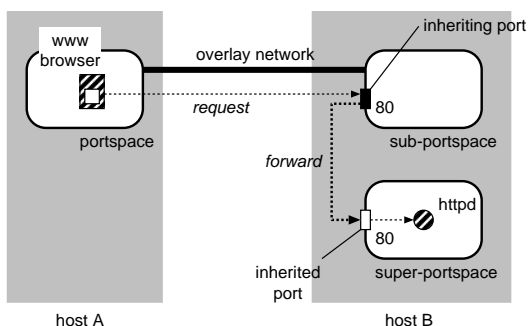 www
browser
overlay network
inheriting port
request
80
portspace
sub-portspace
forward
httpd
80
inherited
port
super-portspace
host A
host B